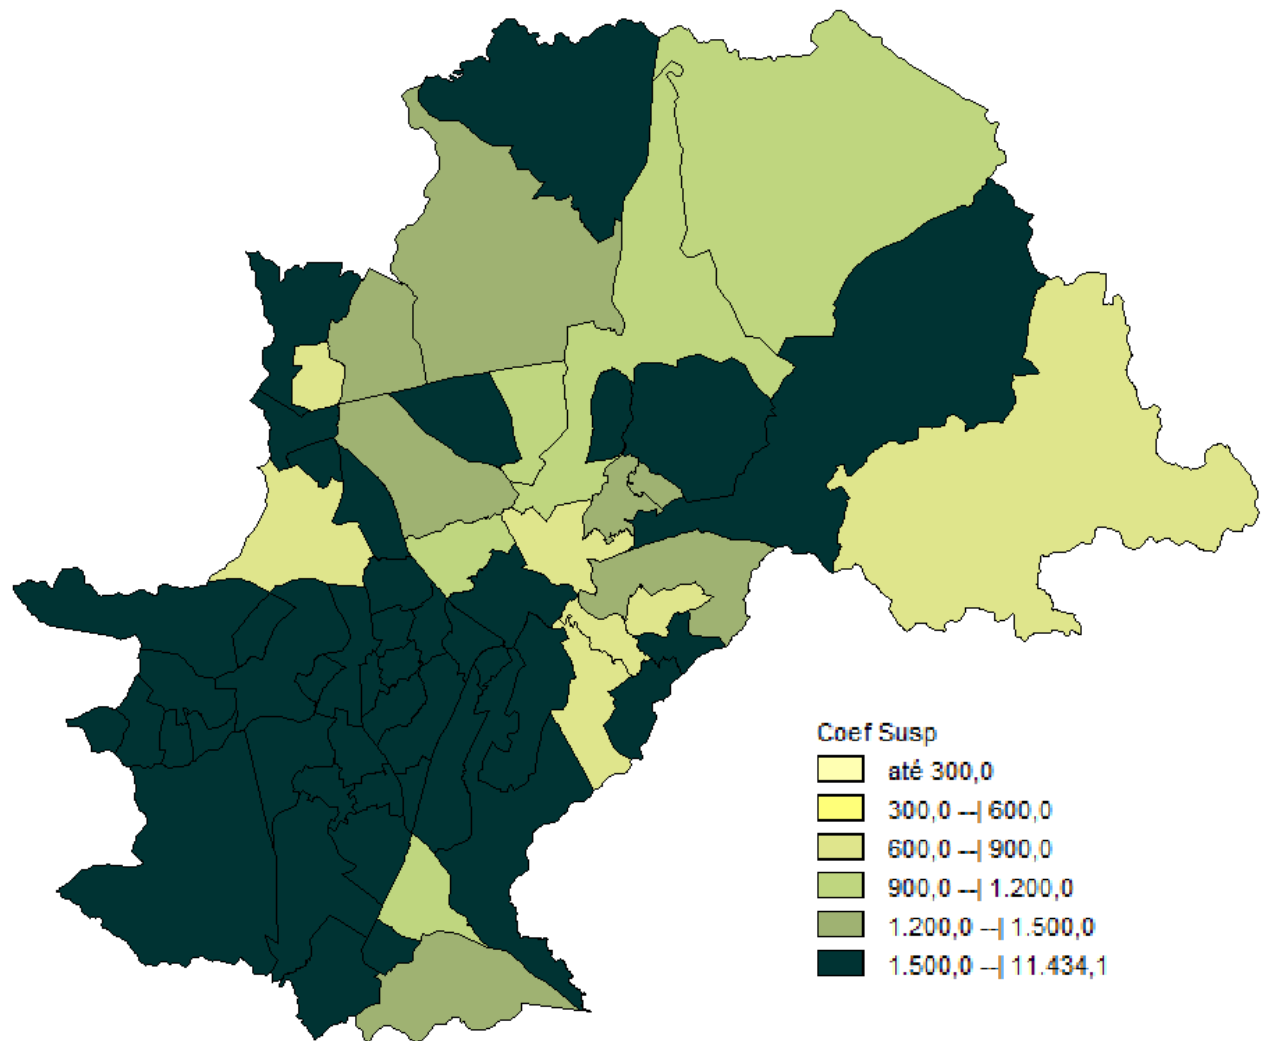 Coef Susp
até 300,0
300,0 --| 600,0
600,0 --| 900,0
900,0 --| 1.200,0
1.200,0 --| 1.500,0
1.500,0 --| 11.434,1